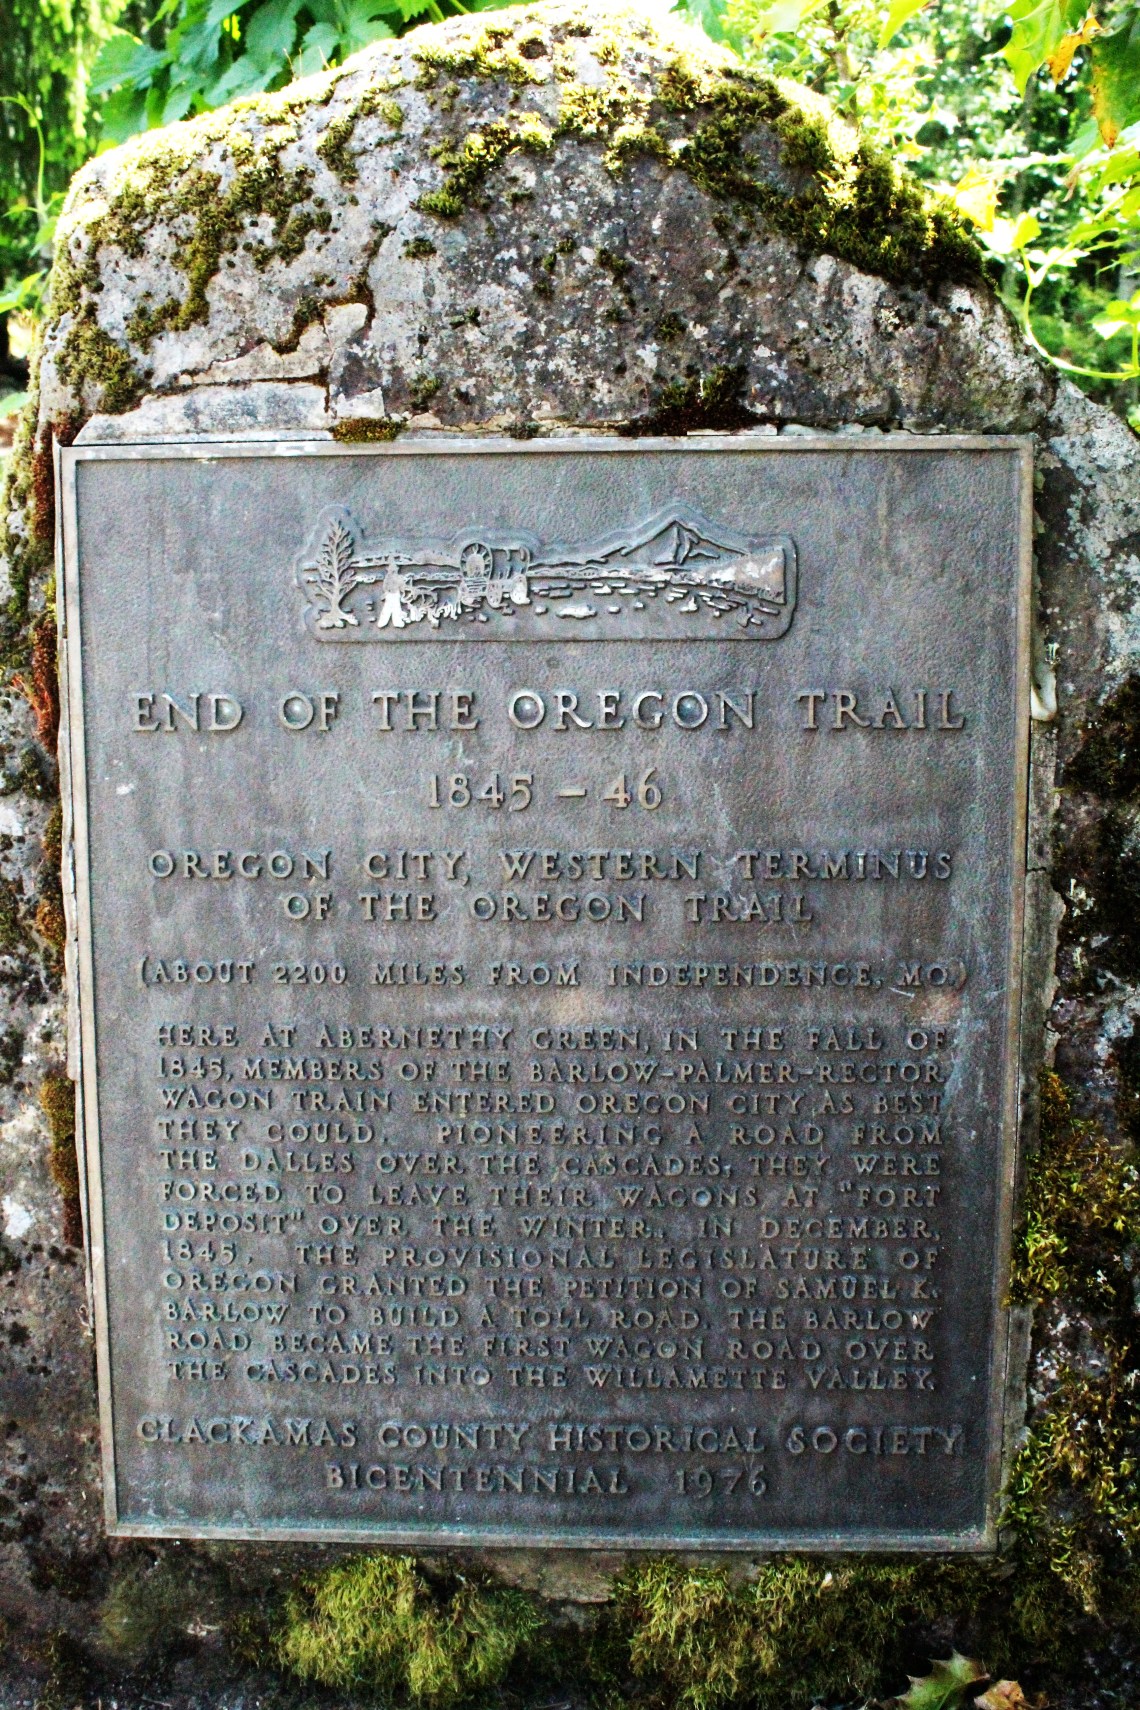 END OF THE OREGON TRAIL
1845 – 46
OREGON CITY, WESTERN TERMINUS
OF THE OREGON TRAIL
(ABOUT 2200 MILES FROM INDEPENDENCE, MO.)
HERE AT ABERNETHY GREEN, IN THE FALL OF
1845, MEMBERS OF THE BARLOW-PALMER-RECTOR
WAGON TRAIN ENTERED OREGON CITY AS BEST
THEY COULD. PIONEERING A ROAD FROM
THE DALLES OVER THE CASCADES, THEY WERE
FORCED TO LEAVE THEIR WAGONS AT "FORT
DEPOSIT" OVER THE WINTER. IN DECEMBER,
1845, THE PROVISIONAL LEGISLATURE OF
OREGON GRANTED THE PETITION OF SAMUEL K.
BARLOW TO BUILD A TOLL ROAD. THE BARLOW
ROAD BECAME THE FIRST WAGON ROAD OVER
THE CASCADES INTO THE WILLAMETTE VALLEY.
CLACKAMAS COUNTY HISTORICAL SOCIETY
BICENTENNIAL 1976